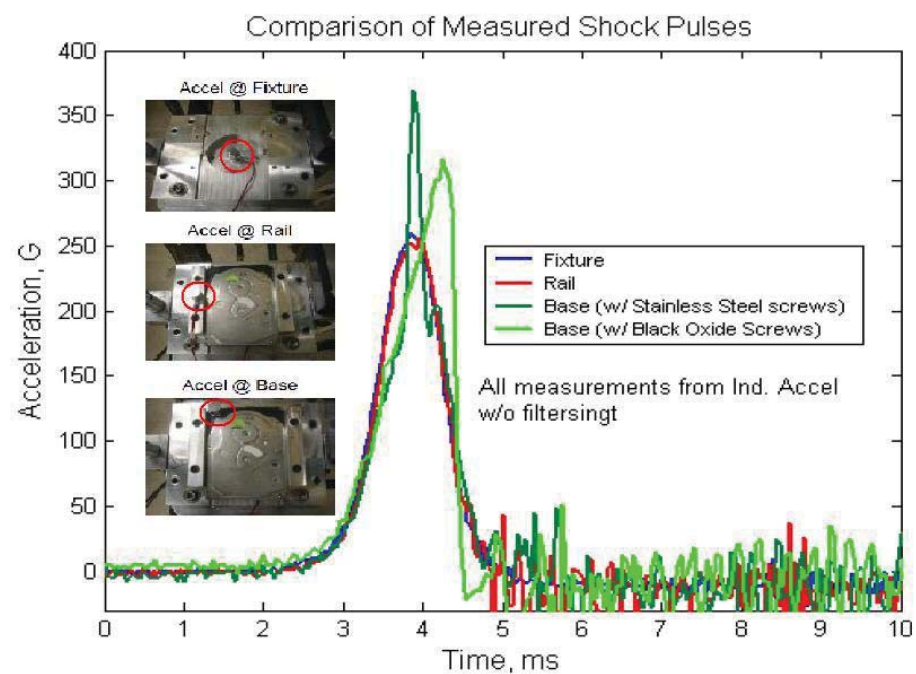 Comparison of Measured Shock Pulses
400
350
300
250
200
150
100
50
0
Acceleration, G
Accel @ Fixture
Accel @ Rail
Accel @ Base
Fixture
Rail
Base (w/ Stainless Steel screws)
Base (w/ Black Oxide Screws)
All measurements from Ind. Accel
w/o filtersingt
0 1 2 3 4 5 6 7 8 9 10
Time, ms